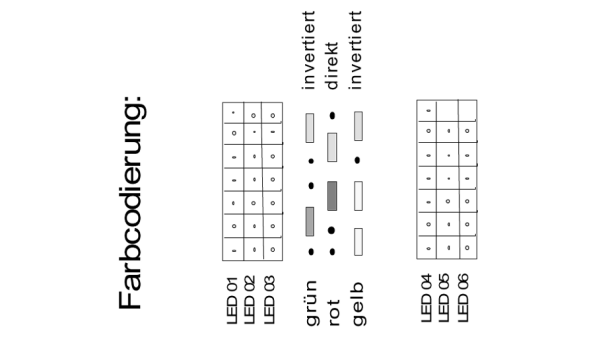 Farbcodierung:
LED 01
LED 02
LED 03
grün invertiert
rot direkt
gelb invertiert
LED 04
LED 05
LED 06